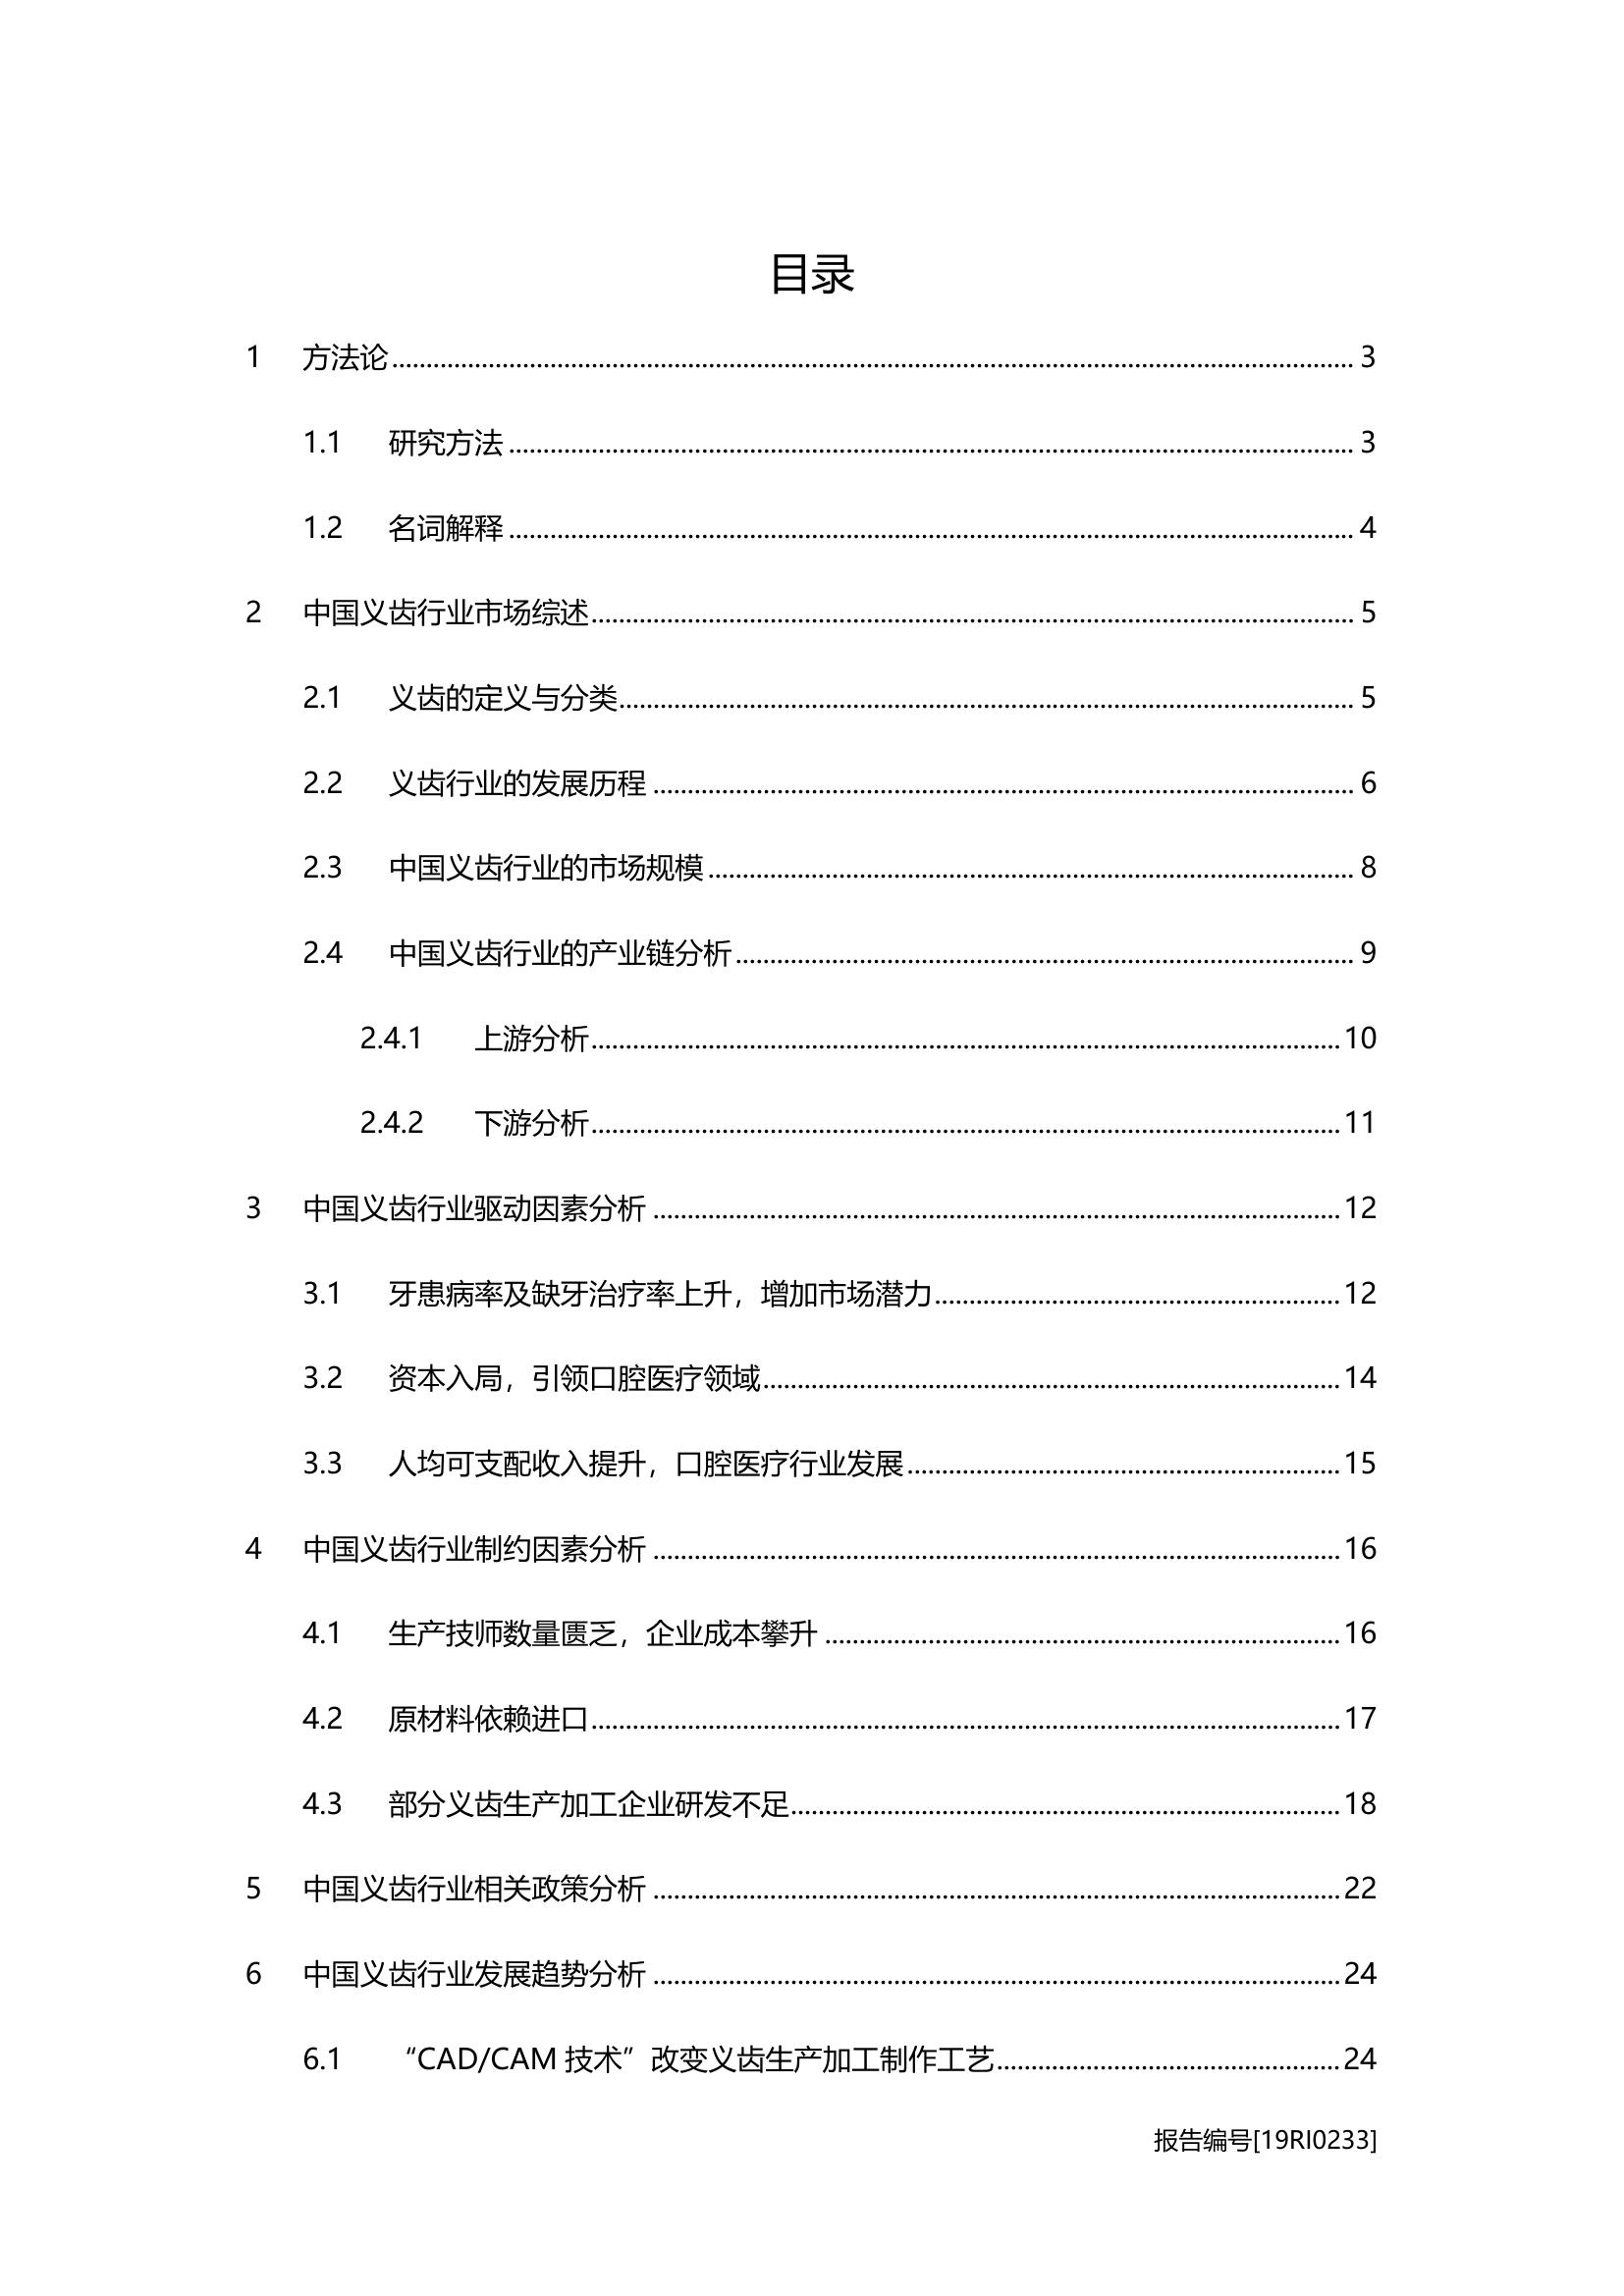 目录
1 方法论 3
1.1 研究方法 3
1.2 名词解释 4
2 中国义齿行业市场综述 5
2.1 义齿的定义与分类 5
2.2 义齿行业的发展历程 6
2.3 中国义齿行业的市场规模 8
2.4 中国义齿行业的产业链分析 9
2.4.1 上游分析 10
2.4.2 下游分析 11
3 中国义齿行业驱动因素分析 12
3.1 牙患病率及缺牙治疗率上升，增加市场潜力 12
3.2 资本入局，引领口腔医疗领域 14
3.3 人均可支配收入提升，口腔医疗行业发展 15
4 中国义齿行业制约因素分析 16
4.1 生产技师数量匮乏，企业成本攀升 16
4.2 原材料依赖进口 17
4.3 部分义齿生产加工企业研发不足 18
5 中国义齿行业相关政策分析 22
6 中国义齿行业发展趋势分析 24
6.1 “CAD/CAM 技术”改变义齿生产加工制作工艺 24
报告编号[19RI0233]